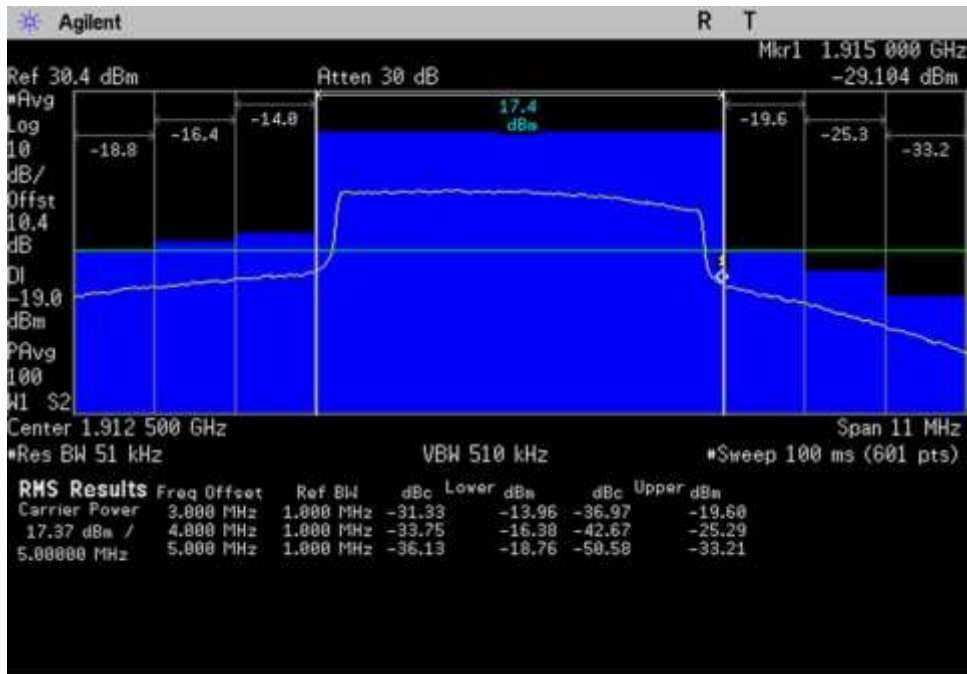 Agilent R T
Mkr1 1.915 000 GHz
Ref 30.4 dBm Atten 30 dB -29.104 dBm
#Avg
Log
10
dB/
Offst
10.4
dB
DI
-19.0
dBm
PAvg
100
W1 S2
-18.8 -16.4 -14.0 17.4 dBm -19.6 -25.3 -33.2
1
Center 1.912 500 GHz Span 11 MHz
#Res BW 51 kHz VBW 510 kHz #Sweep 100 ms (601 pts)
RMS Results Freq Offset Ref BW dBc Lower dBm dBc Upper dBm
Carrier Power 3.000 MHz 1.000 MHz -31.33 -13.96 -36.97 -19.60
17.37 dBm / 4.000 MHz 1.000 MHz -33.75 -16.38 -42.67 -25.29
5.00000 MHz 5.000 MHz 1.000 MHz -36.13 -18.76 -50.58 -33.21